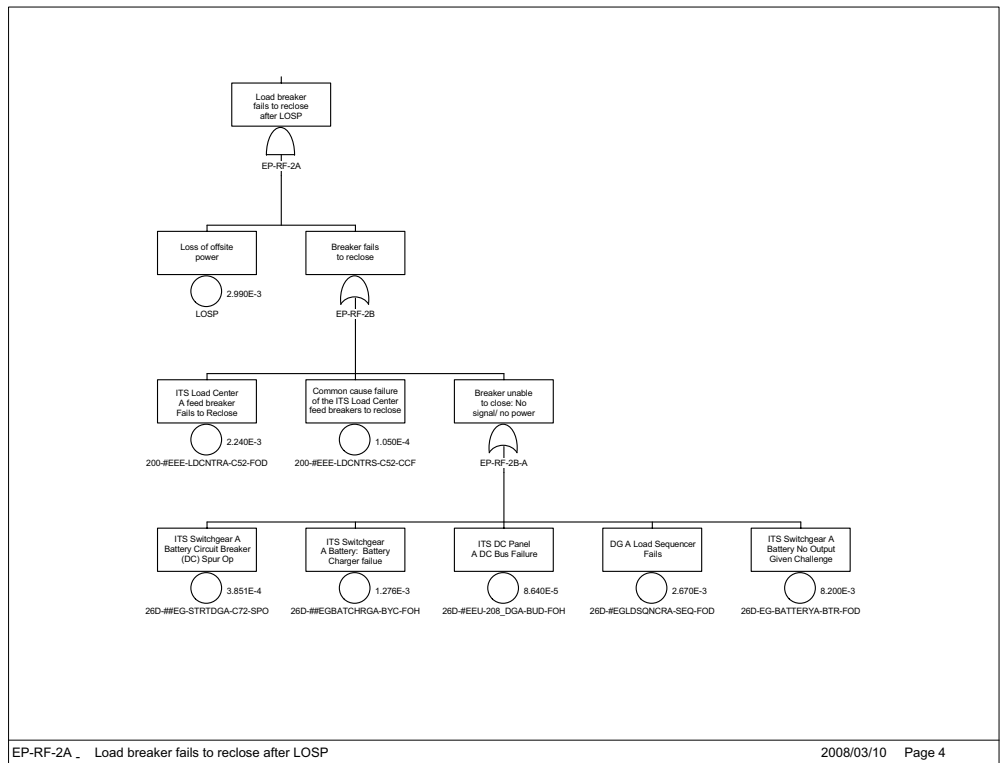 Load breaker
fails to reclose
after LOSP
EP-RF-2A
Loss of offsite
power
2.990E-3
LOSP
Breaker fails
to reclose
EP-RF-2B
ITS Load Center
A feed breaker
Fails to Reclose
2.240E-3
200-#EEE-LDCNTRA-C52-FOD
Common cause failure
of the ITS Load Center
feed breakers to reclose
1.050E-4
200-#EEE-LDCNTRS-C52-CCF
Breaker unable
to close: No
signal/ no power
EP-RF-2B-A
ITS Switchgear A
Battery Circuit Breaker
(DC) Spur Op
3.851E-4
26D-##EG-STRTDGA-C72-SPO
ITS Switchgear
A Battery: Battery
Charger failue
1.276E-3
26D-##EGBATCHRGA-BYC-FOH
ITS DC Panel
A DC Bus Failure
8.640E-5
26D-#EEU-208_DGA-BUD-FOH
DG A Load Sequencer
Fails
2.670E-3
26D-#EGLDSQNCRA-SEQ-FOD
ITS Switchgear A
Battery No Output
Given Challenge
8.200E-3
26D-EG-BATTERYA-BTR-FOD
EP-RF-2A _ Load breaker fails to reclose after LOSP
2008/03/10 Page 4